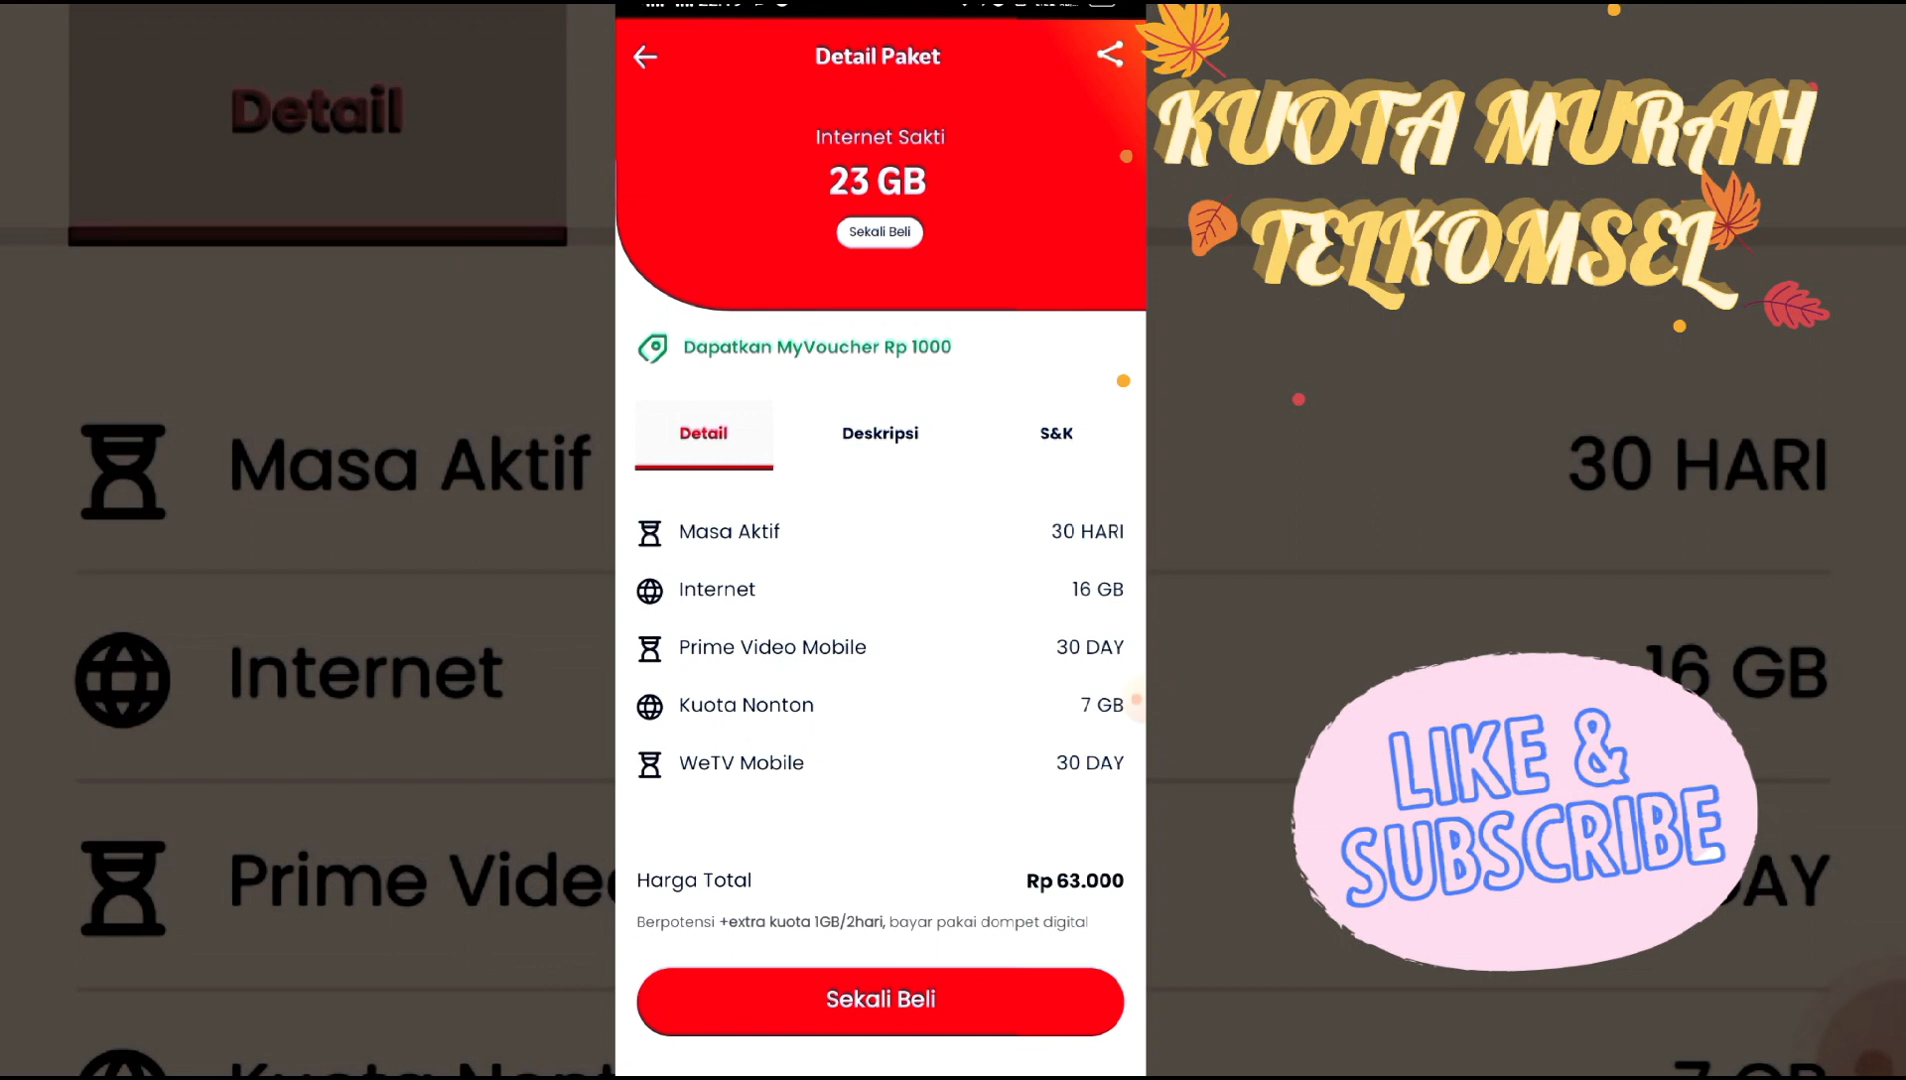 Detail Paket
Internet Sakti
23 GB
Sekali Beli
Dapatkan MyVoucher Rp 1000
Detail
Deskripsi
S&K
Masa Aktif 30 HARI
Internet 16 GB
Prime Video Mobile 30 DAY
Kuota Nonton 7 GB
WeTV Mobile 30 DAY
Harga Total Rp 63.000
Berpotensi +extra kuota 1GB/2hari, bayar pakai dompet digital
Sekali Beli
KUOTA MURAH
TELKOMSEL
LIKE &
SUBSCRIBE
Detail
Masa Aktif 30 HARI
Internet 16 GB
Prime Vide DAY